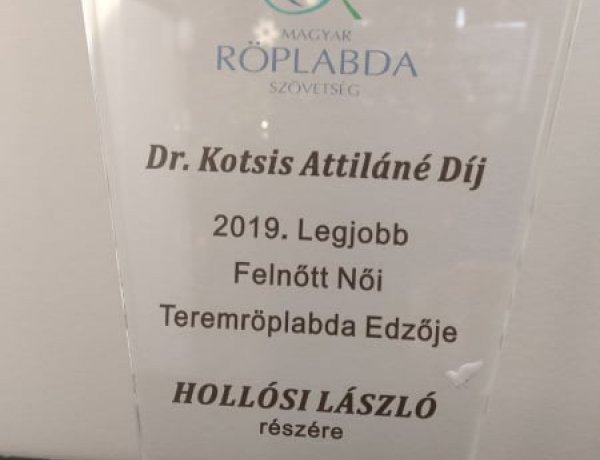 MAGYAR
RÖPLABDA
SZÖVETSÉG
Dr. Kotsis Attiláné Díj
2019. Legjobb
Felnőtt Női
Teremröplabda Edzője
HOLLÓSI LÁSZLÓ
részére